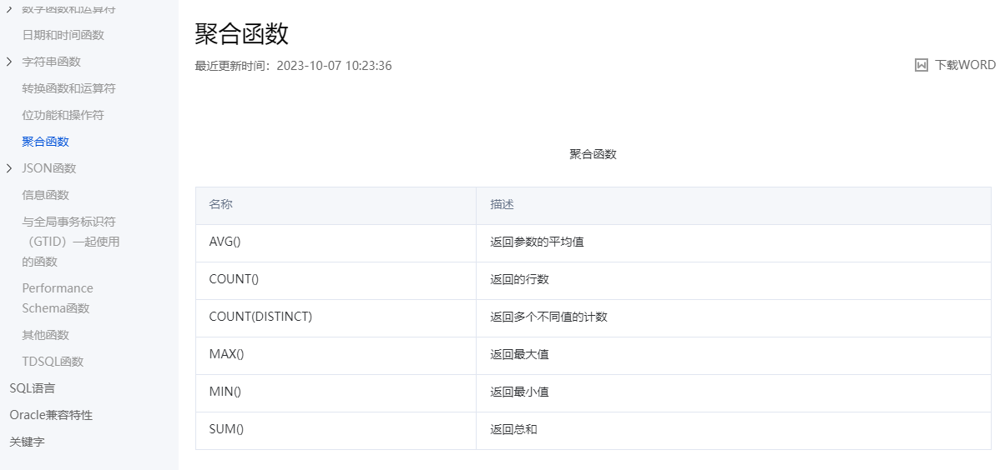 数学函数和运算符
日期和时间函数
字符串函数
转换函数和运算符
位功能和操作符
聚合函数
JSON函数
信息函数
与全局事务标识符
（GTID）一起使用
的函数
Performance
Schema函数
其他函数
TDSQL函数
SQL语言
Oracle兼容特性
关键字
聚合函数
最近更新时间：2023-10-07 10:23:36
下载WORD
聚合函数
名称 描述
AVG() 返回参数的平均值
COUNT() 返回的行数
COUNT(DISTINCT) 返回多个不同值的计数
MAX() 返回最大值
MIN() 返回最小值
SUM() 返回总和